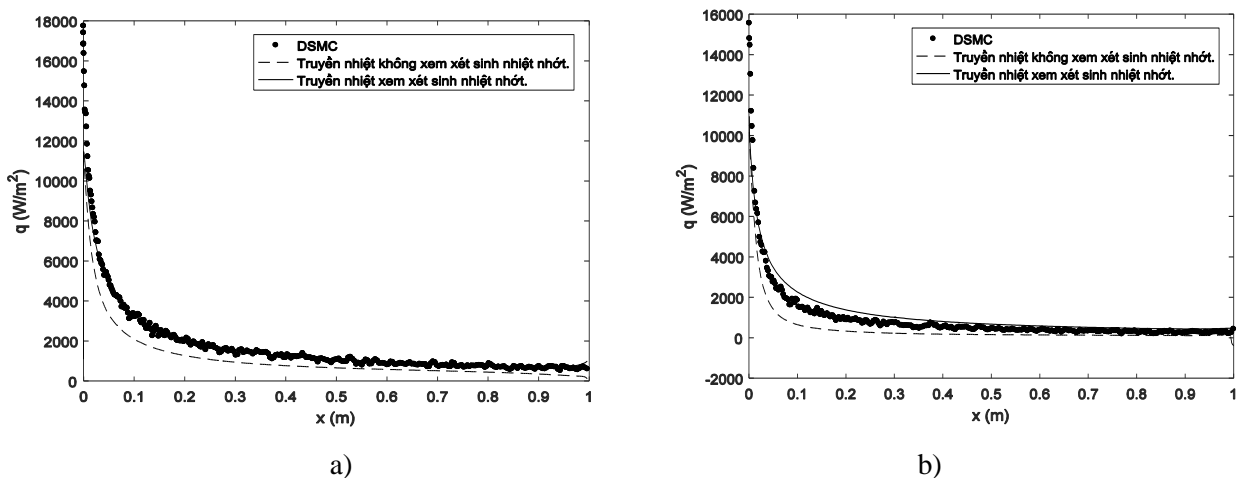 18000
16000
14000
12000
10000
8000
6000
4000
2000
0
q (W/m2)
DSMC
Truyền nhiệt không xem xét sinh nhiệt nhớt.
Truyền nhiệt xem xét sinh nhiệt nhớt.
0 0.1 0.2 0.3 0.4 0.5 0.6 0.7 0.8 0.9 1
x (m)
a)
16000
14000
12000
10000
8000
6000
4000
2000
0
-2000
q (W/m2)
DSMC
Truyền nhiệt không xem xét sinh nhiệt nhớt.
Truyền nhiệt xem xét sinh nhiệt nhớt.
0 0.1 0.2 0.3 0.4 0.5 0.6 0.7 0.8 0.9 1
x (m)
b)